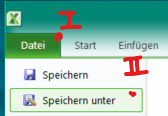 I
Datei Start Einfügen
II
Speichern
Speichern unter